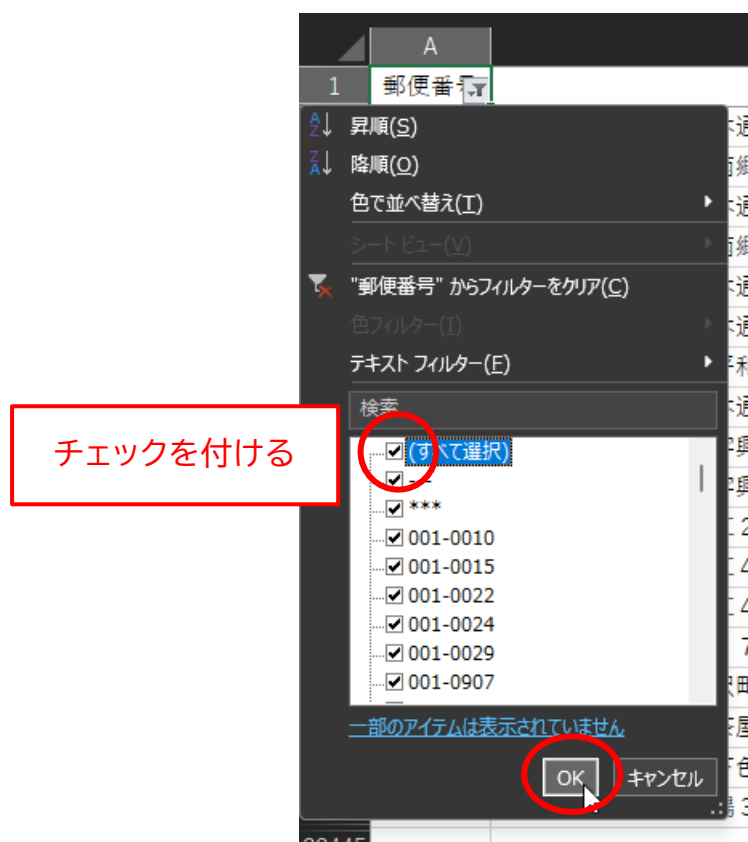 A
1 郵便番号
昇順(S)
降順(O)
色で並べ替え(T)
シート ビュー(V)
"郵便番号" からフィルターをクリア(C)
色フィルター(I)
テキスト フィルター(F)
検索
チェックを付ける
(すべて選択)
---
***
001-0010
001-0015
001-0022
001-0024
001-0029
001-0907
一部のアイテムは表示されていません
OK キャンセル